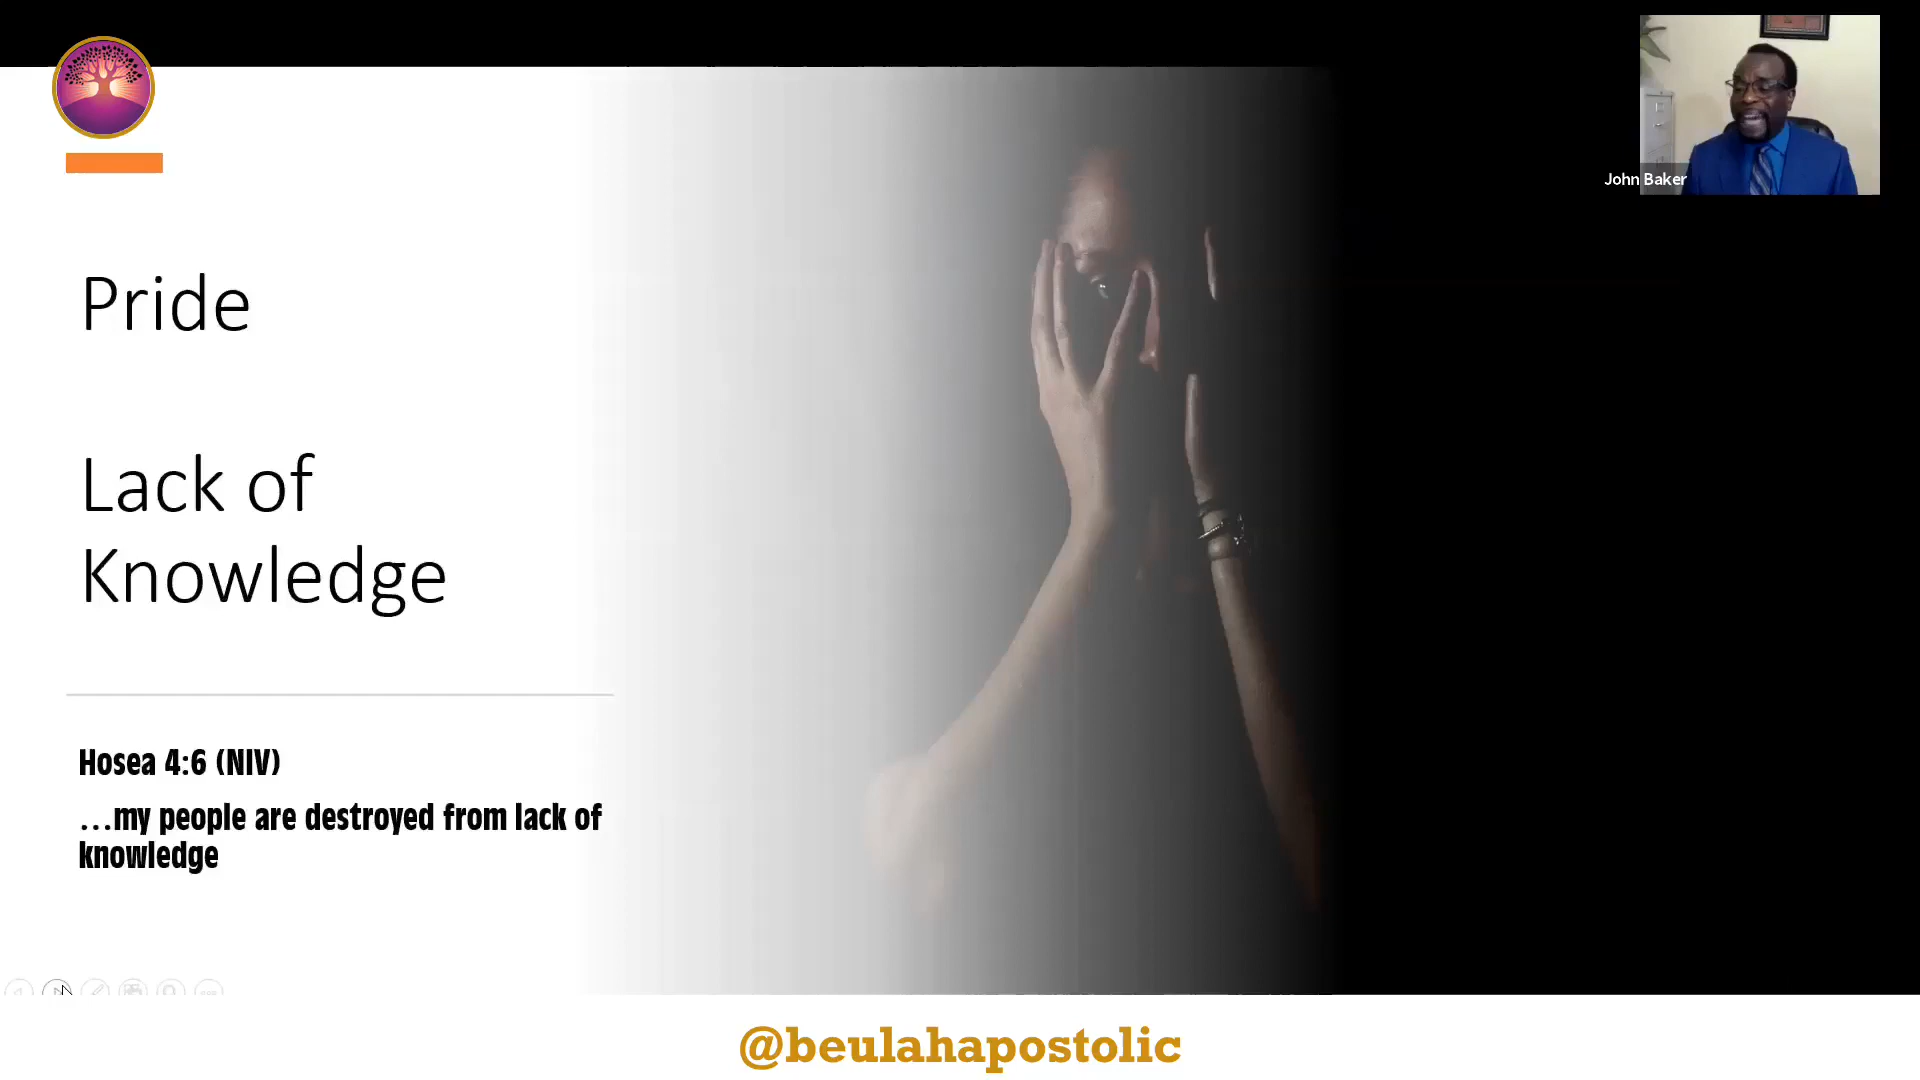 John Baker
Pride
Lack of
Knowledge
Hosea 4:6 (NIV)
...my people are destroyed from lack of
knowledge
@beulahapostolic